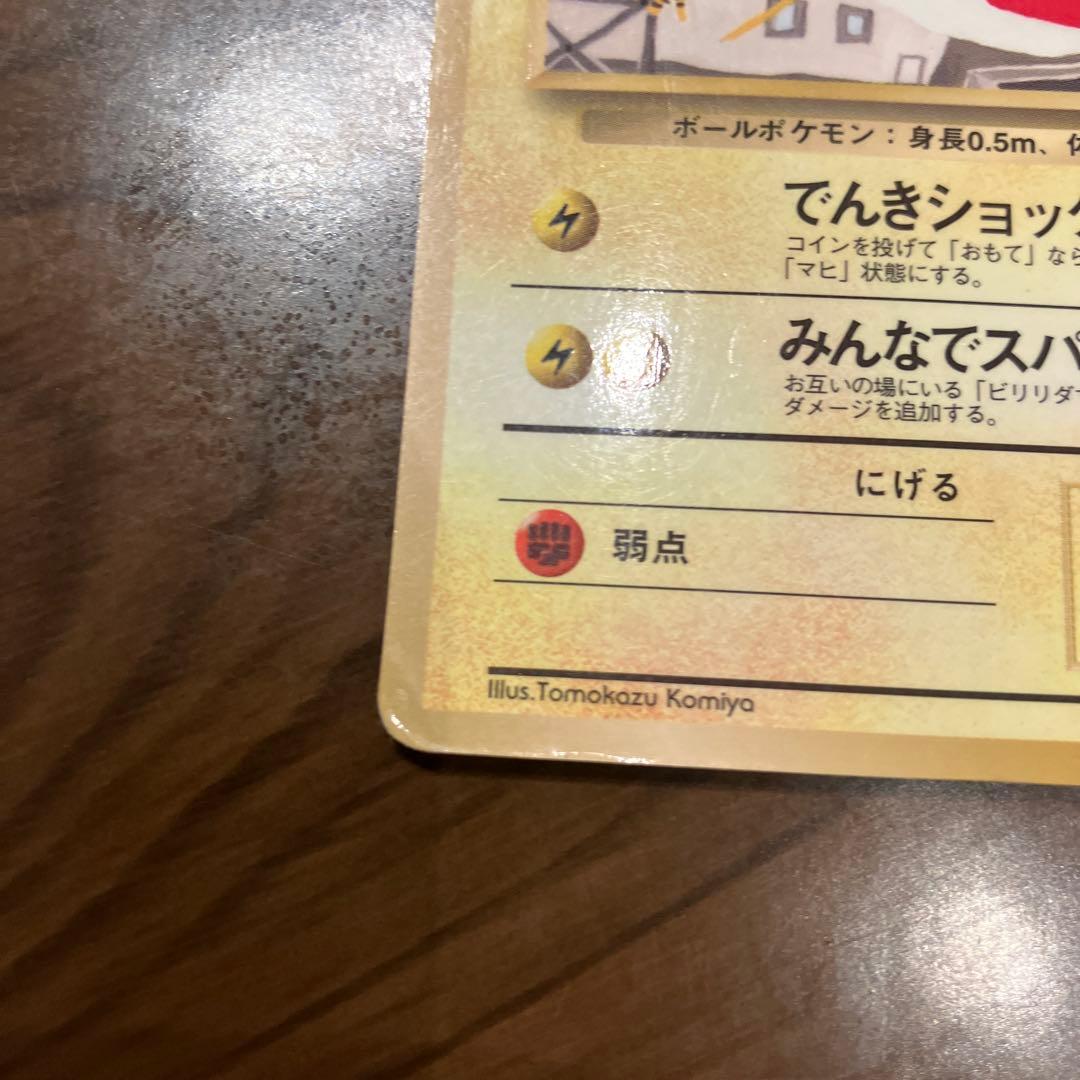 ボールポケモン：身長0.5m、体
でんきショック
コインを投げて「おもて」なら
「マヒ」状態にする。
みんなでスパ
お互いの場にいる「ビリリダマ
ダメージを追加する。
にげる
弱点
Illus.Tomokazu Komiya